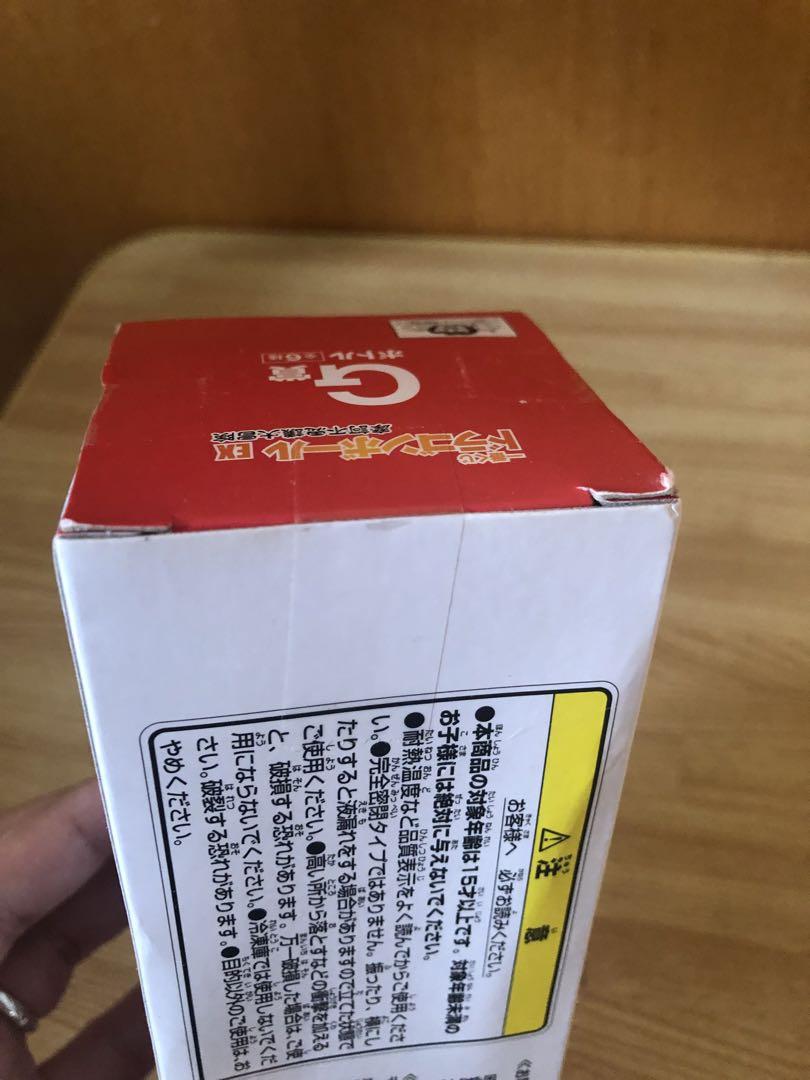 一番くじ
ドラゴンボール EX
摩訶不思議大冒険
G賞
ボトル 全6種
注意
お客様へ 必ずお読みください。
●本商品の対象年齢は15才以上です。対象年齢未満の
お子様には絶対に与えないでください。
●耐熱温度など品質表示をよく読んでからご使用くださ
い。●完全密閉タイプではありません。振ったり、横にし
たりすると液漏れをする場合がありますので立てた状態で
ご使用ください。●高い所から落とすなどの衝撃を加える
と、破損する恐れがあります。万一破損した場合は、ご使
用にならないでください。●冷凍庫では使用しないでくだ
さい。破裂する恐れがあります。●目的以外のご使用は、お
やめください。